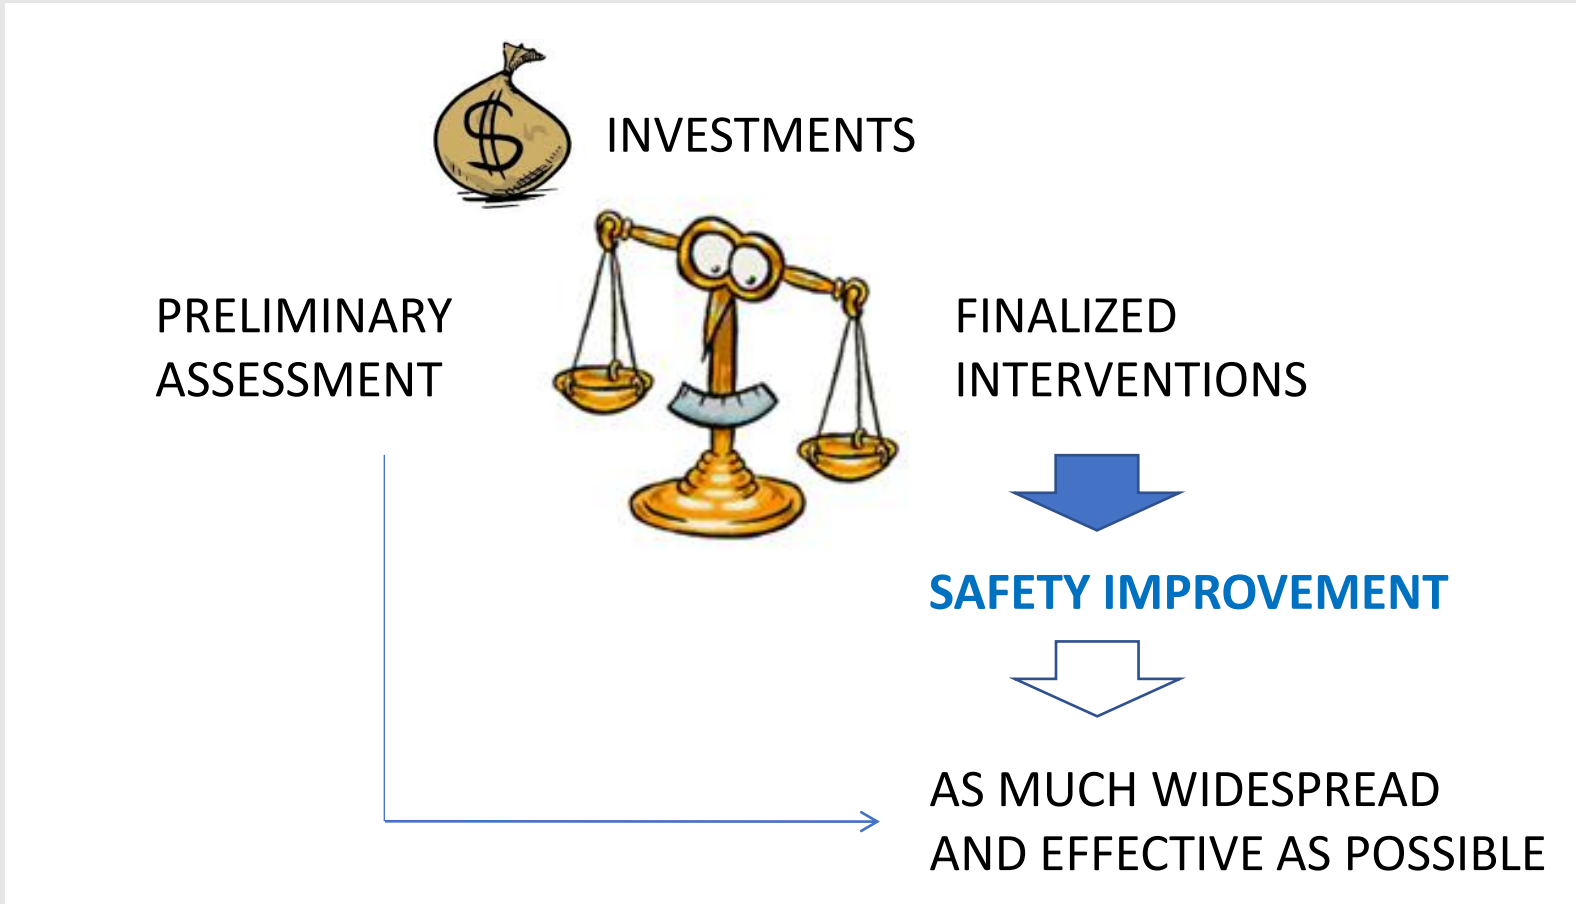 $
INVESTMENTS
PRELIMINARY
ASSESSMENT
FINALIZED
INTERVENTIONS
SAFETY IMPROVEMENT
AS MUCH WIDESPREAD
AND EFFECTIVE AS POSSIBLE